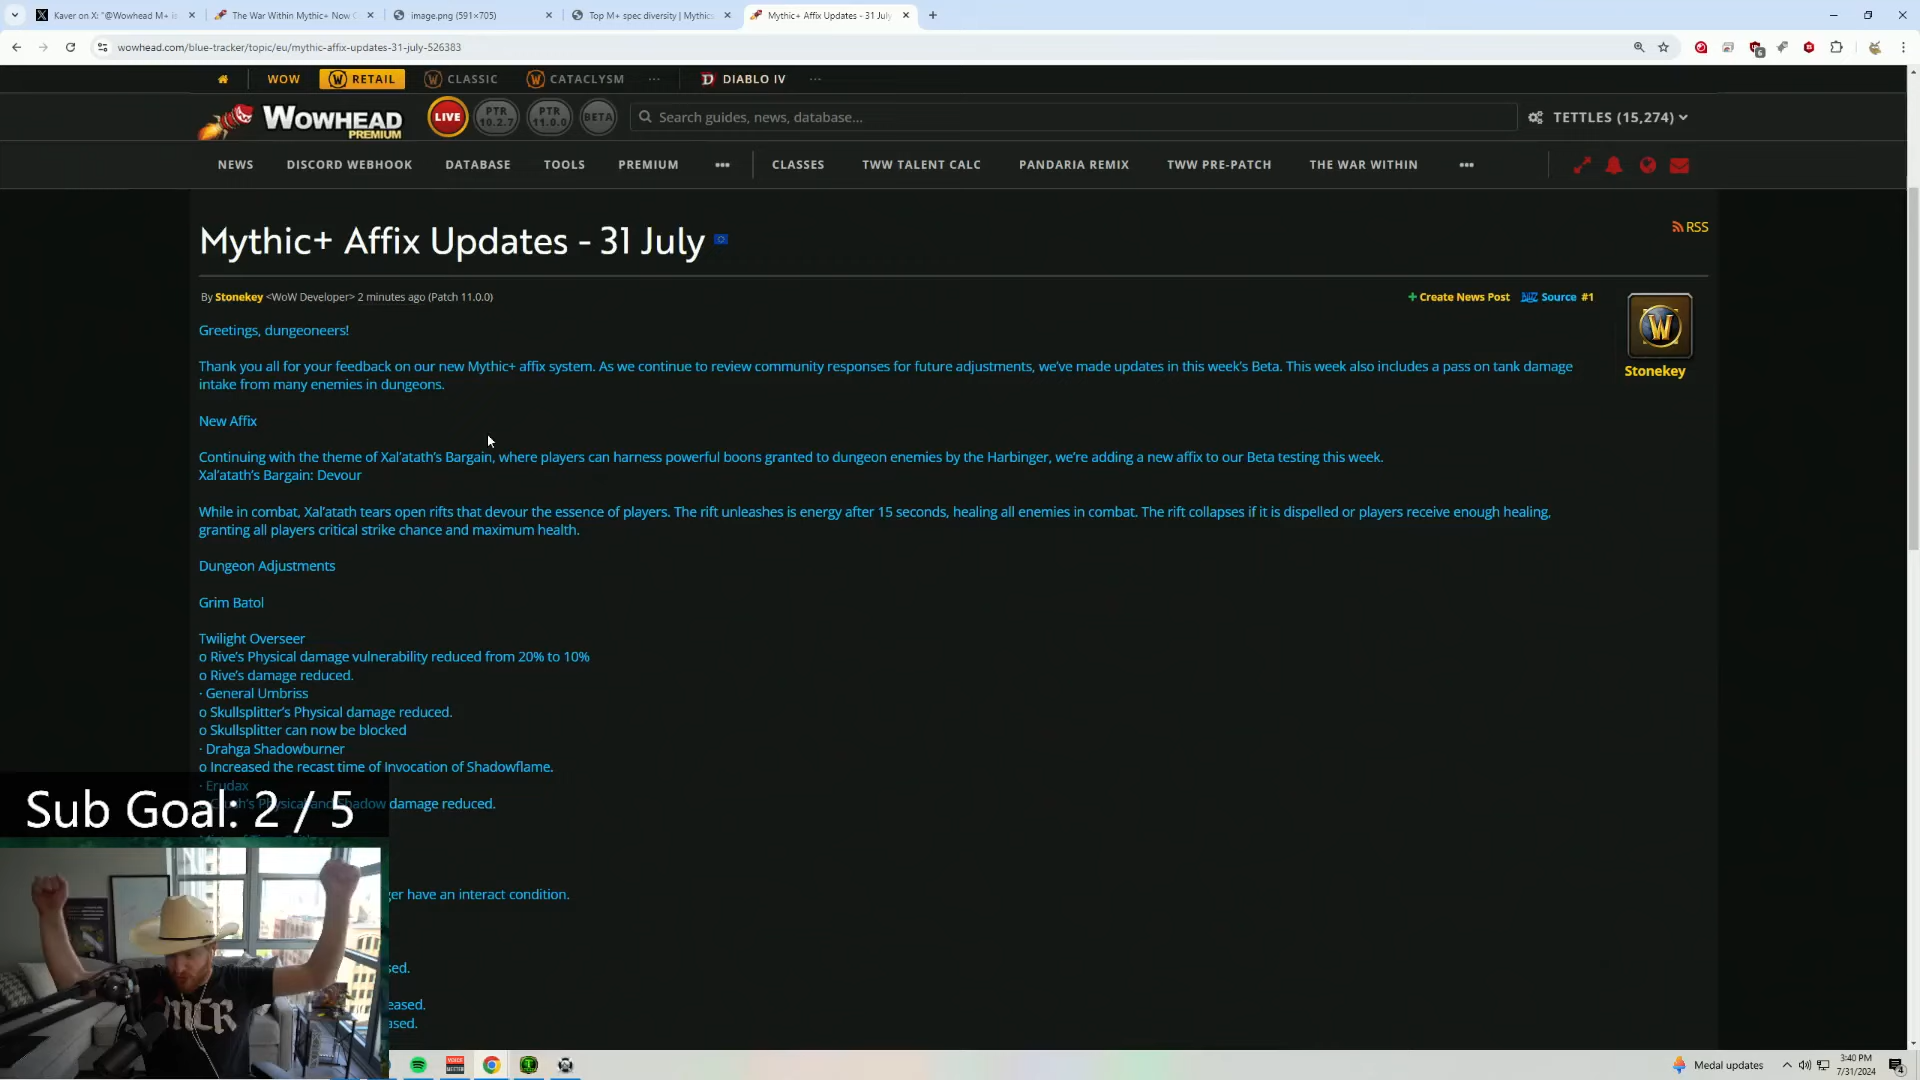 Kaver on X: "@Wowhead M+ i
The War Within Mythic+ Now
image.png (591×705)
Top M+ spec diversity | Mythics
Mythic+ Affix Updates - 31 July
wowhead.com/blue-tracker/topic/eu/mythic-affix-updates-31-july-526383
WOW
RETAIL
CLASSIC
CATACLYSM
DIABLO IV
WOWHEAD
PREMIUM
LIVE
PTR
10.2.7
PTR
11.0.0
BETA
Search guides, news, database...
TETTLES (15,274)
NEWS
DISCORD WEBHOOK
DATABASE
TOOLS
PREMIUM
CLASSES
TWW TALENT CALC
PANDARIA REMIX
TWW PRE-PATCH
THE WAR WITHIN
Mythic+ Affix Updates - 31 July
RSS
By Stonekey <WoW Developer> 2 minutes ago (Patch 11.0.0)
Create News Post
Source #1
Stonekey
Greetings, dungeoneers!
Thank you all for your feedback on our new Mythic+ affix system. As we continue to review community responses for future adjustments, we've made updates in this week's Beta. This week also includes a pass on tank damage
intake from many enemies in dungeons.
New Affix
Continuing with the theme of Xal'atath's Bargain, where players can harness powerful boons granted to dungeon enemies by the Harbinger, we're adding a new affix to our Beta testing this week.
Xal'atath's Bargain: Devour
While in combat, Xal'atath tears open rifts that devour the essence of players. The rift unleashes is energy after 15 seconds, healing all enemies in combat. The rift collapses if it is dispelled or players receive enough healing,
granting all players critical strike chance and maximum health.
Dungeon Adjustments
Grim Batol
Twilight Overseer
o Rive's Physical damage vulnerability reduced from 20% to 10%
o Rive's damage reduced.
· General Umbriss
o Skullsplitter's Physical damage reduced.
o Skullsplitter can now be blocked
· Drahga Shadowburner
o Increased the recast time of Invocation of Shadowflame.
· Erudax
Physical and Shadow damage reduced.
Sub Goal: 2 / 5
have an interact condition.
MCR
Medal updates
3:40 PM
7/31/2024
4